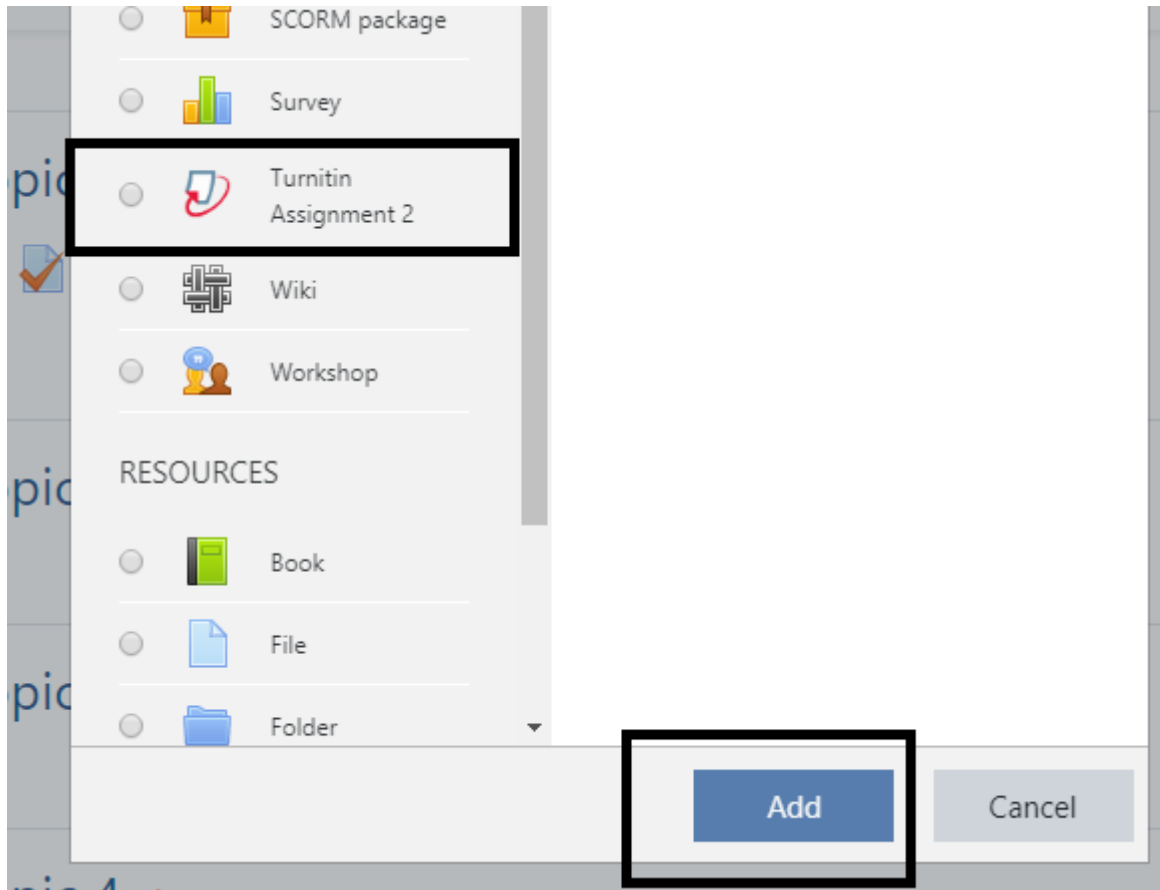 SCORM package
Survey
Turnitin
Assignment 2
Wiki
Workshop
RESOURCES
Book
File
Folder
Add
Cancel